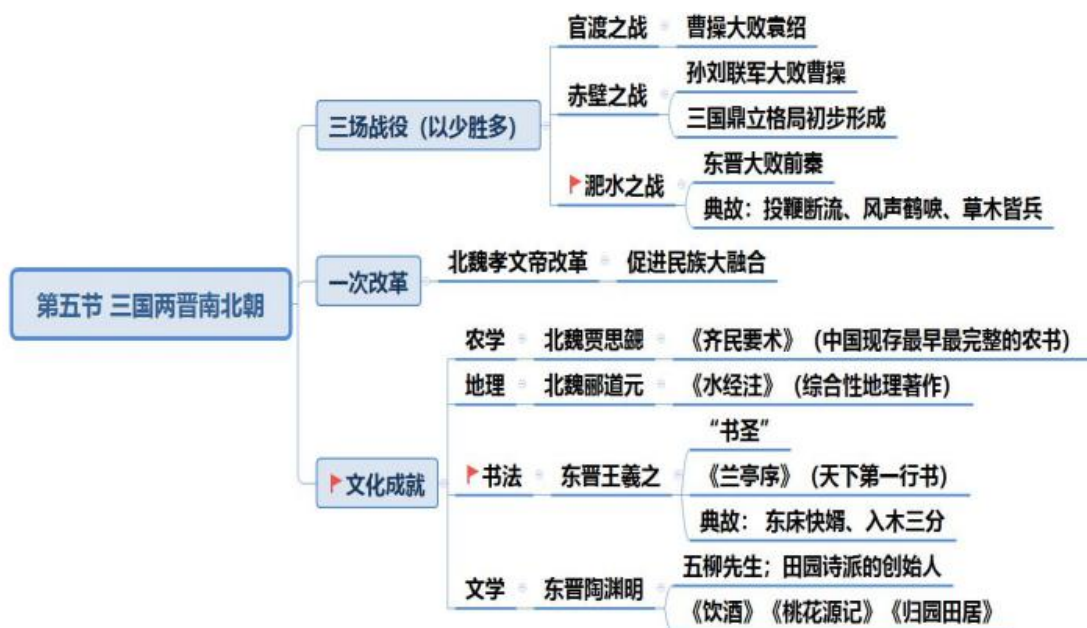 第五节 三国两晋南北朝
三场战役（以少胜多）
官渡之战
曹操大败袁绍
赤壁之战
孙刘联军大败曹操
三国鼎立格局初步形成
淝水之战
东晋大败前秦
典故：投鞭断流、风声鹤唳、草木皆兵
一次改革
北魏孝文帝改革
促进民族大融合
文化成就
农学
北魏贾思勰
《齐民要术》（中国现存最早最完整的农书）
地理
北魏郦道元
《水经注》（综合性地理著作）
书法
东晋王羲之
“书圣”
《兰亭序》（天下第一行书）
典故： 东床快婿、入木三分
文学
东晋陶渊明
五柳先生；田园诗派的创始人
《饮酒》《桃花源记》《归园田居》